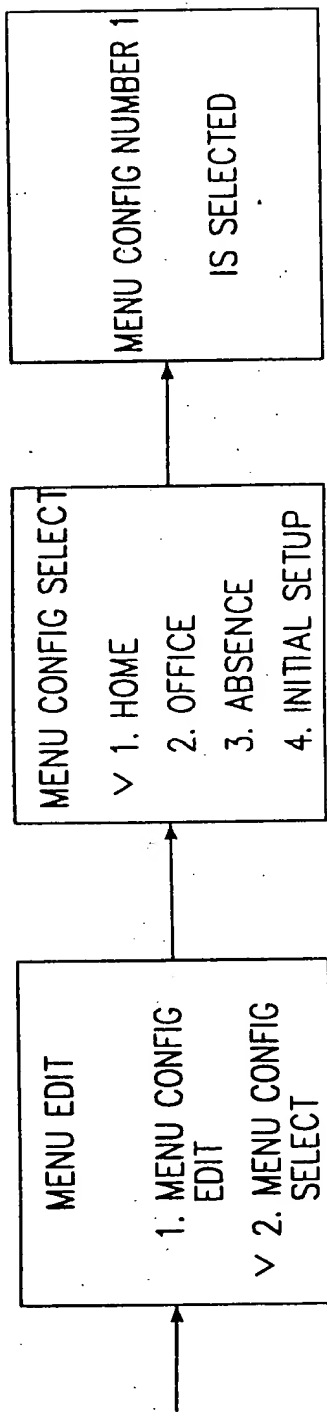 MENU EDIT
1. MENU CONFIG
EDIT
∨ 2. MENU CONFIG
SELECT
MENU CONFIG SELECT
∨ 1. HOME
2. OFFICE
3. ABSENCE
4. INITIAL SETUP
MENU CONFIG NUMBER 1
IS SELECTED